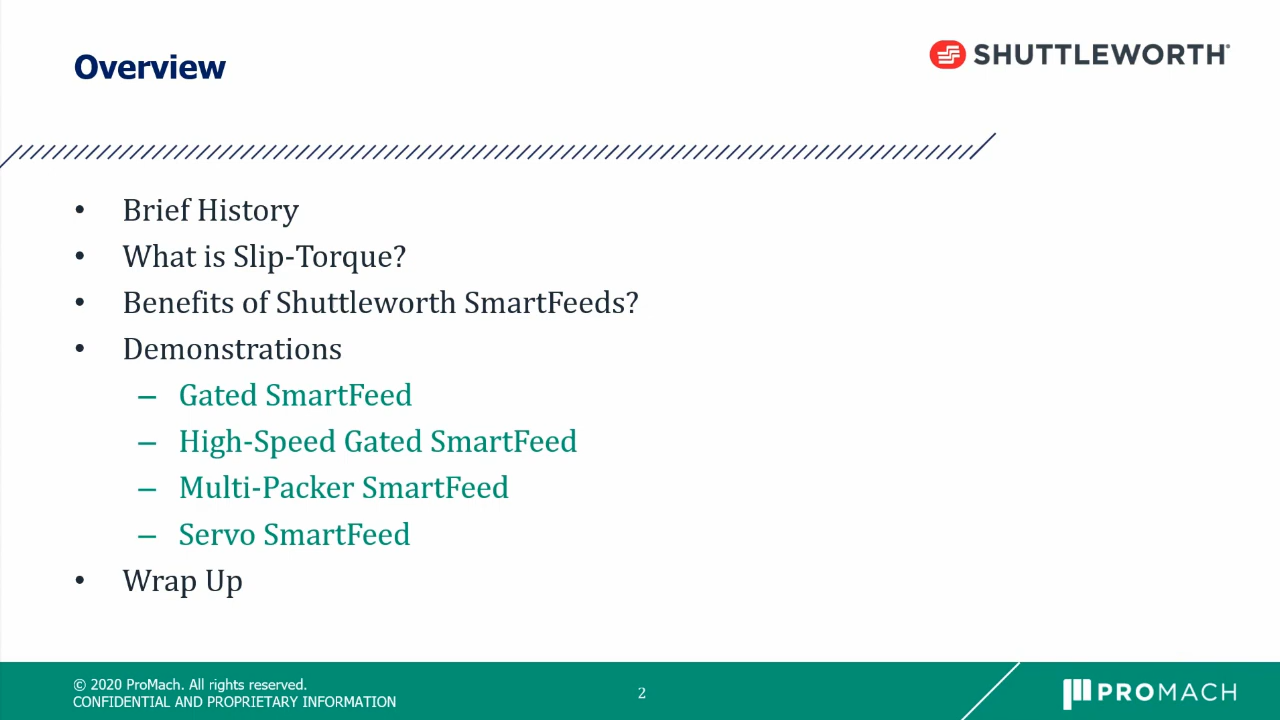 Overview
SHUTTLEWORTH®
• Brief History
• What is Slip-Torque?
• Benefits of Shuttleworth SmartFeeds?
• Demonstrations
– Gated SmartFeed
– High-Speed Gated SmartFeed
– Multi-Packer SmartFeed
– Servo SmartFeed
• Wrap Up
© 2020 ProMach. All rights reserved.
CONFIDENTIAL AND PROPRIETARY INFORMATION
2
PROMACH